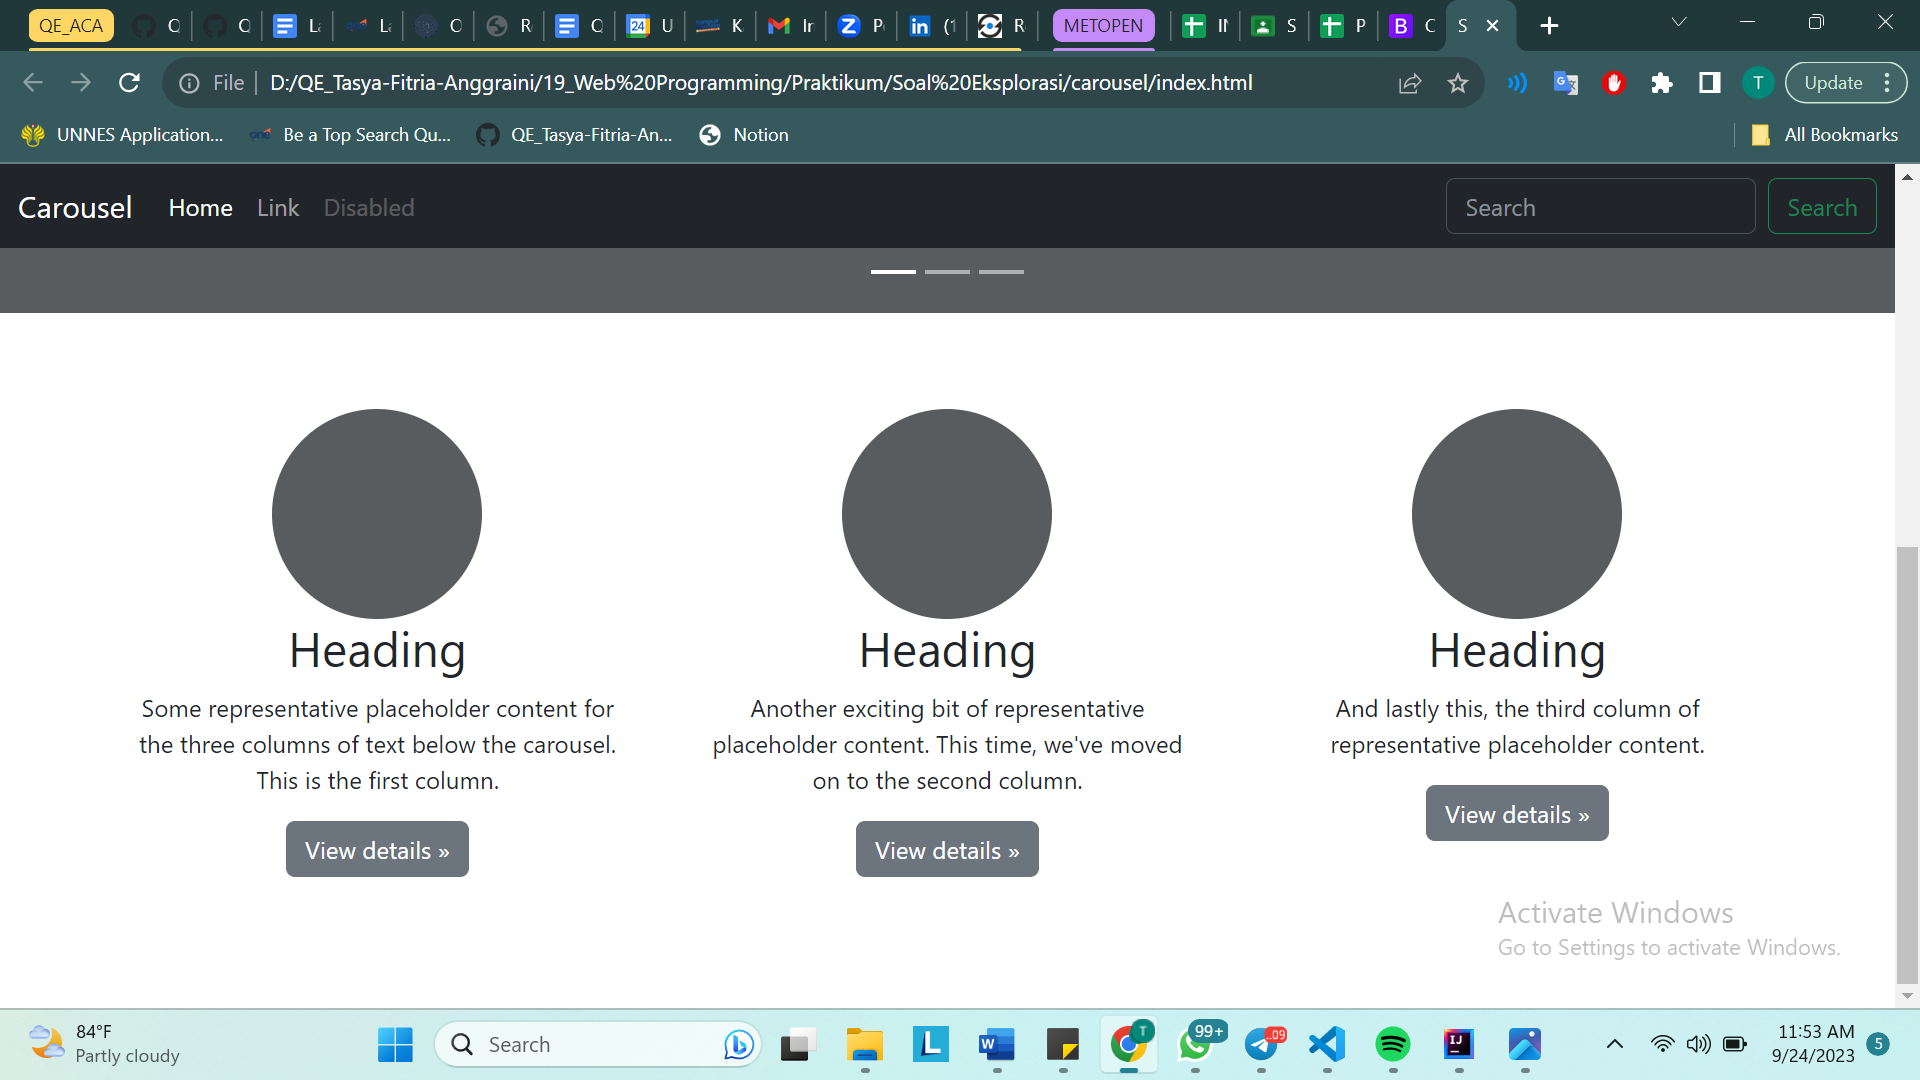 QE_ACA
METOPEN
File
D:/QE_Tasya-Fitria-Anggraini/19_Web%20Programming/Praktikum/Soal%20Eksplorasi/carousel/index.html
Update
UNNES Application...
Be a Top Search Qu...
QE_Tasya-Fitria-An...
Notion
All Bookmarks
Carousel
Home
Link
Disabled
Search
Search
Heading
Some representative placeholder content for
the three columns of text below the carousel.
This is the first column.
View details »
Heading
Another exciting bit of representative
placeholder content. This time, we've moved
on to the second column.
View details »
Heading
And lastly this, the third column of
representative placeholder content.
View details »
Activate Windows
Go to Settings to activate Windows.
84°F
Partly cloudy
Search
99+
11:53 AM
9/24/2023
5